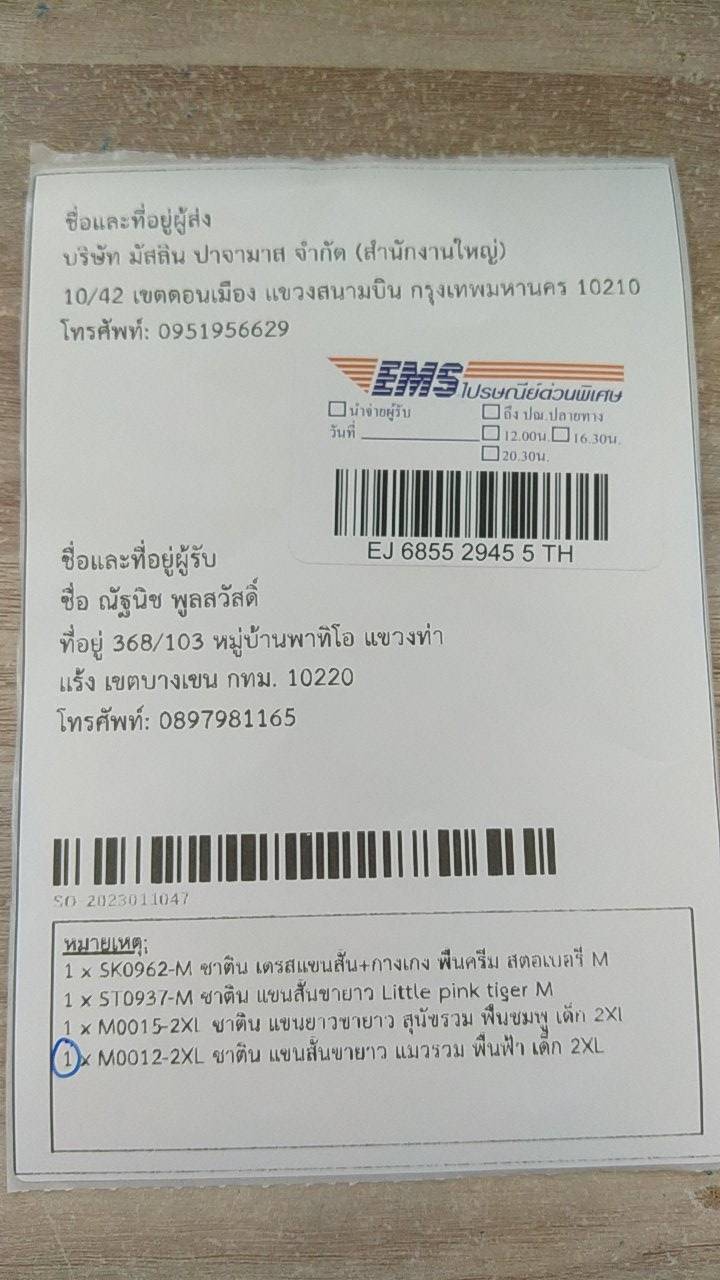 ชื่อและที่อยู่ผู้ส่ง
บริษัท มัสลิน ปาจามาส จำกัด (สำนักงานใหญ่)
10/42 เขตดอนเมือง แขวงสนามบิน กรุงเทพมหานคร 10210
โทรศัพท์: 0951956629
EMS ไปรษณีย์ด่วนพิเศษ
นำจ่ายผู้รับ ถึง ปณ.ปลายทาง
วันที่ 12.00น. 16.30น.
20.30น.
EJ 6855 2945 5 TH
ชื่อและที่อยู่ผู้รับ
ชื่อ ณัฐนิช พูลสวัสดิ์
ที่อยู่ 368/103 หมู่บ้านพาทิโอ แขวงท่า
แร้ง เขตบางเขน กทม. 10220
โทรศัพท์: 0897981165
SO-2023011047
หมายเหตุ;
1 x SK0962-M ซาติน เดรสแขนสั้น+กางเกง พื้นครีม สตอเบอรี่ M
1 x ST0937-M ซาติน แขนสั้นขายาว Little pink tiger M
1 x M0015-2XL ซาติน แขนยาวขายาว สุนัขรวม พื้นชมพู เด็ก 2XL
1 x M0012-2XL ซาติน แขนสั้นขายาว แมวรวม พื้นฟ้า เด็ก 2XL